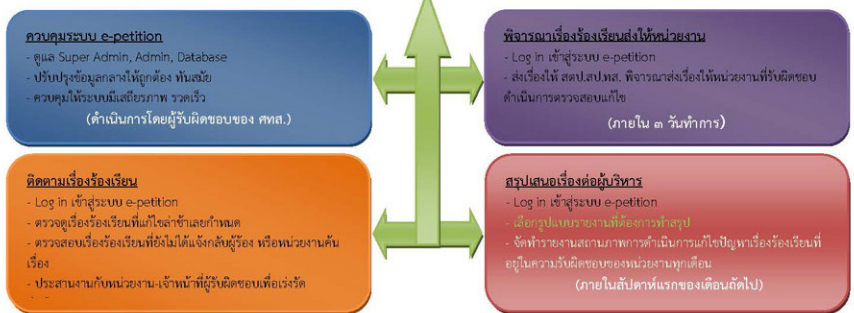 ควบคุมระบบ e-petition
- ดูแล Super Admin, Admin, Database
- ปรับปรุงข้อมูลกลางให้ถูกต้อง ทันสมัย
- ควบคุมให้ระบบมีเสถียรภาพ รวดเร็ว
(ดำเนินการโดยผู้รับผิดชอบของ ศทส.)
พิจารณาเรื่องร้องเรียนส่งให้หน่วยงาน
- Log in เข้าสู่ระบบ e-petition
- ส่งเรื่องให้ สตป.สป.ทส. พิจารณาส่งเรื่องให้หน่วยงานที่รับผิดชอบ
ดำเนินการตรวจสอบแก้ไข
(ภายใน ๓ วันทำการ)
ติดตามเรื่องร้องเรียน
- Log in เข้าสู่ระบบ e-petition
- ตรวจดูเรื่องร้องเรียนที่แก้ไขล่าช้าเลยกำหนด
- ตรวจสอบเรื่องร้องเรียนที่ยังไม่ได้แจ้งกลับผู้ร้อง หรือหน่วยงานต้น
เรื่อง
- ประสานงานกับหน่วยงาน-เจ้าหน้าที่ผู้รับผิดชอบเพื่อเร่งรัด
สรุปเสนอเรื่องต่อผู้บริหาร
- Log in เข้าสู่ระบบ e-petition
- เลือกรูปแบบรายงานที่ต้องการทำสรุป
- จัดทำรายงานสถานภาพการดำเนินการแก้ไขปัญหาเรื่องร้องเรียนที่
อยู่ในความรับผิดชอบของหน่วยงานทุกเดือน
(ภายในสัปดาห์แรกของเดือนถัดไป)